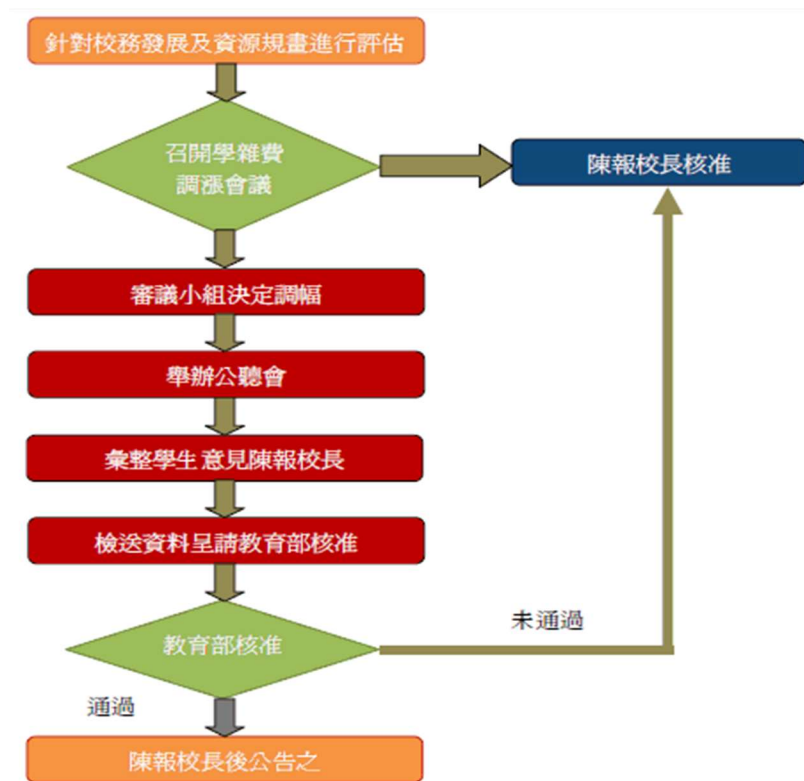 針對校務發展及資源規畫進行評估
召開學雜費
調漲會議
陳報校長核准
審議小組決定調幅
舉辦公聽會
彙整學生意見陳報校長
檢送資料呈請教育部核准
教育部核准
未通過
通過
陳報校長後公告之